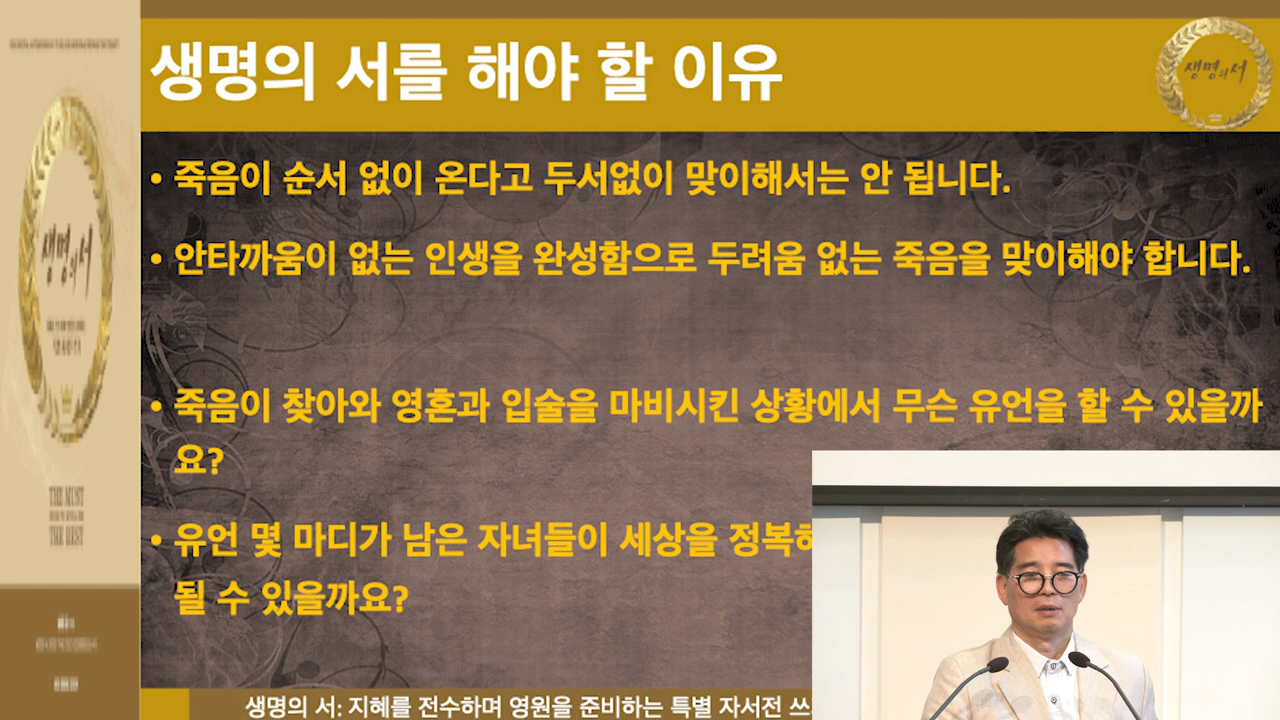 생명의 서를 해야 할 이유
생명의서
• 죽음이 순서 없이 온다고 두서없이 맞이해서는 안 됩니다.
• 안타까움이 없는 인생을 완성함으로 두려움 없는 죽음을 맞이해야 합니다.
• 죽음이 찾아와 영혼과 입술을 마비시킨 상황에서 무슨 유언을 할 수 있을까
요?
• 유언 몇 마디가 남은 자녀들이 세상을 정복하
될 수 있을까요?
생명의 서: 지혜를 전수하며 영원을 준비하는 특별 자서전 쓰
생명의서
THE MUST
THE BEST